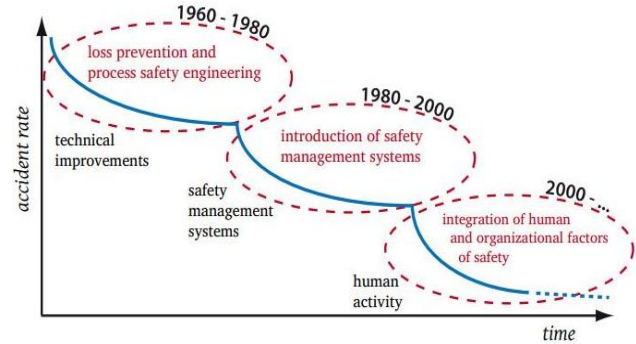 1960 - 1980
loss prevention and
process safety engineering
technical
improvements
1980 - 2000
introduction of safety
management systems
safety
management
systems
2000 - ...
integration of human
and organizational factors
of safety
human
activity
accident rate
time